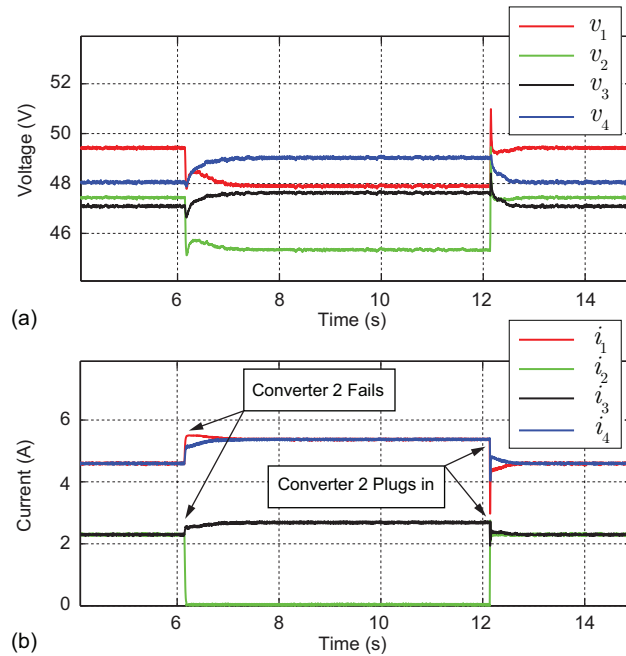 v1
v2
v3
v4
52
50
48
46
Voltage (V)
6 8 10 12 14
Time (s)
(a)
i1
i2
i3
i4
Converter 2 Fails
Converter 2 Plugs in
6
4
2
0
Current (A)
6 8 10 12 14
Time (s)
(b)